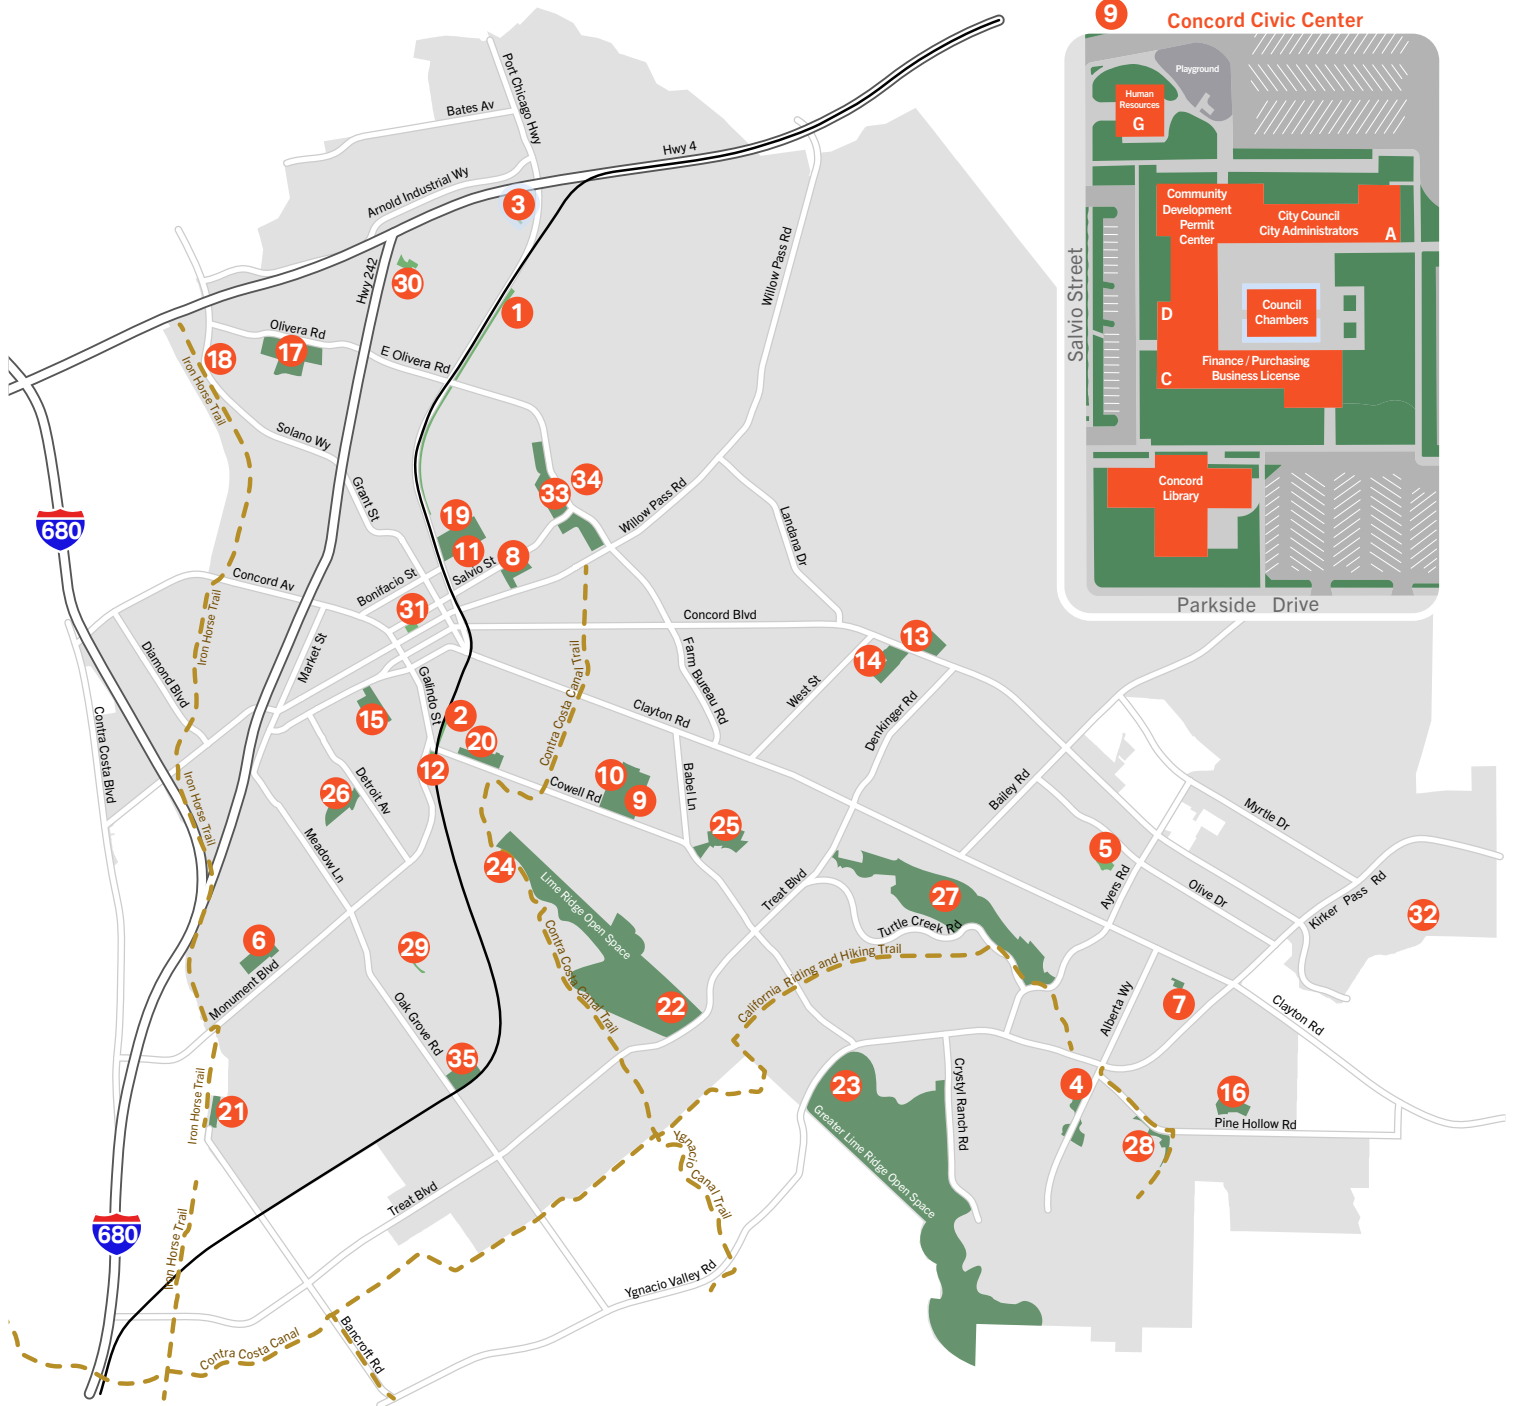 9
Concord Civic Center
Playground
Human
Resources
G
Community
Development
Permit
Center
City Council
City Administrators
A
D
Council
Chambers
Finance / Purchasing
Business License
C
Salvio Street
Concord
Library
Parkside Drive
Port Chicago Hwy
Bates Av
Hwy 4
Arnold Industrial Wy
3
Hwy 242
30
1
Willow Pass Rd
Olivera Rd
17
18
E Olivera Rd
Iron Horse Trail
Solano Wy
Grant St
34
33
19
11
8
Willow Pass Rd
Landana Dr
680
Concord Av
Bonifacio St
Salvio St
31
Concord Blvd
Iron Horse Trail
Diamond Blvd
Market St
Galindo St
Contra Costa Canal Trail
Farm Bureau Rd
13
14
West St
Denkinger Rd
Clayton Rd
15
2
20
12
Contra Costa Blvd
Iron Horse Trail
26
Detroit Av
Cowell Rd
10
9
Babel Ln
25
Bailey Rd
Myrtle Dr
Meadow Ln
24
Lime Ridge Open Space
Treat Blvd
27
Turtle Creek Rd
5
Ayers Rd
Olive Dr
Kirker Pass Rd
32
6
Monument Blvd
29
Contra Costa Canal Trail
22
California Riding and Hiking Trail
Oak Grove Rd
Alberta Wy
7
Clayton Rd
35
23
Crystyl Ranch Rd
4
16
Pine Hollow Rd
28
21
Iron Horse Trail
Greater Lime Ridge Open Space
Ygnacio Canal Trail
Treat Blvd
680
Iron Horse Trail
Ygnacio Valley Rd
Contra Costa Canal
Bancroft Rd